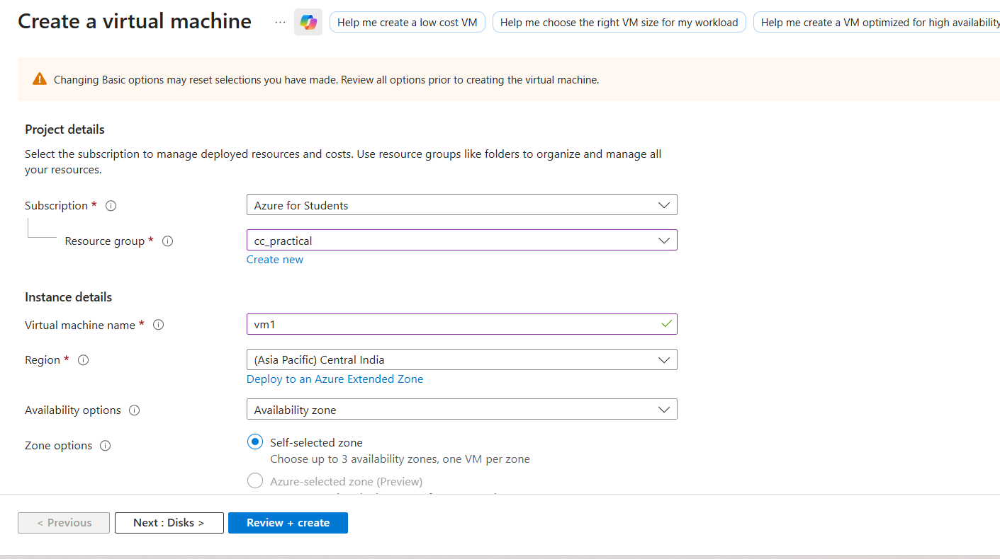 Create a virtual machine
...
Help me create a low cost VM
Help me choose the right VM size for my workload
Help me create a VM optimized for high availability
Changing Basic options may reset selections you have made. Review all options prior to creating the virtual machine.
Project details
Select the subscription to manage deployed resources and costs. Use resource groups like folders to organize and manage all
your resources.
Subscription *
Azure for Students
Resource group *
cc_practical
Create new
Instance details
Virtual machine name *
vm1
Region *
(Asia Pacific) Central India
Deploy to an Azure Extended Zone
Availability options
Availability zone
Zone options
Self-selected zone
Choose up to 3 availability zones, one VM per zone
Azure-selected zone (Preview)
< Previous
Next : Disks >
Review + create